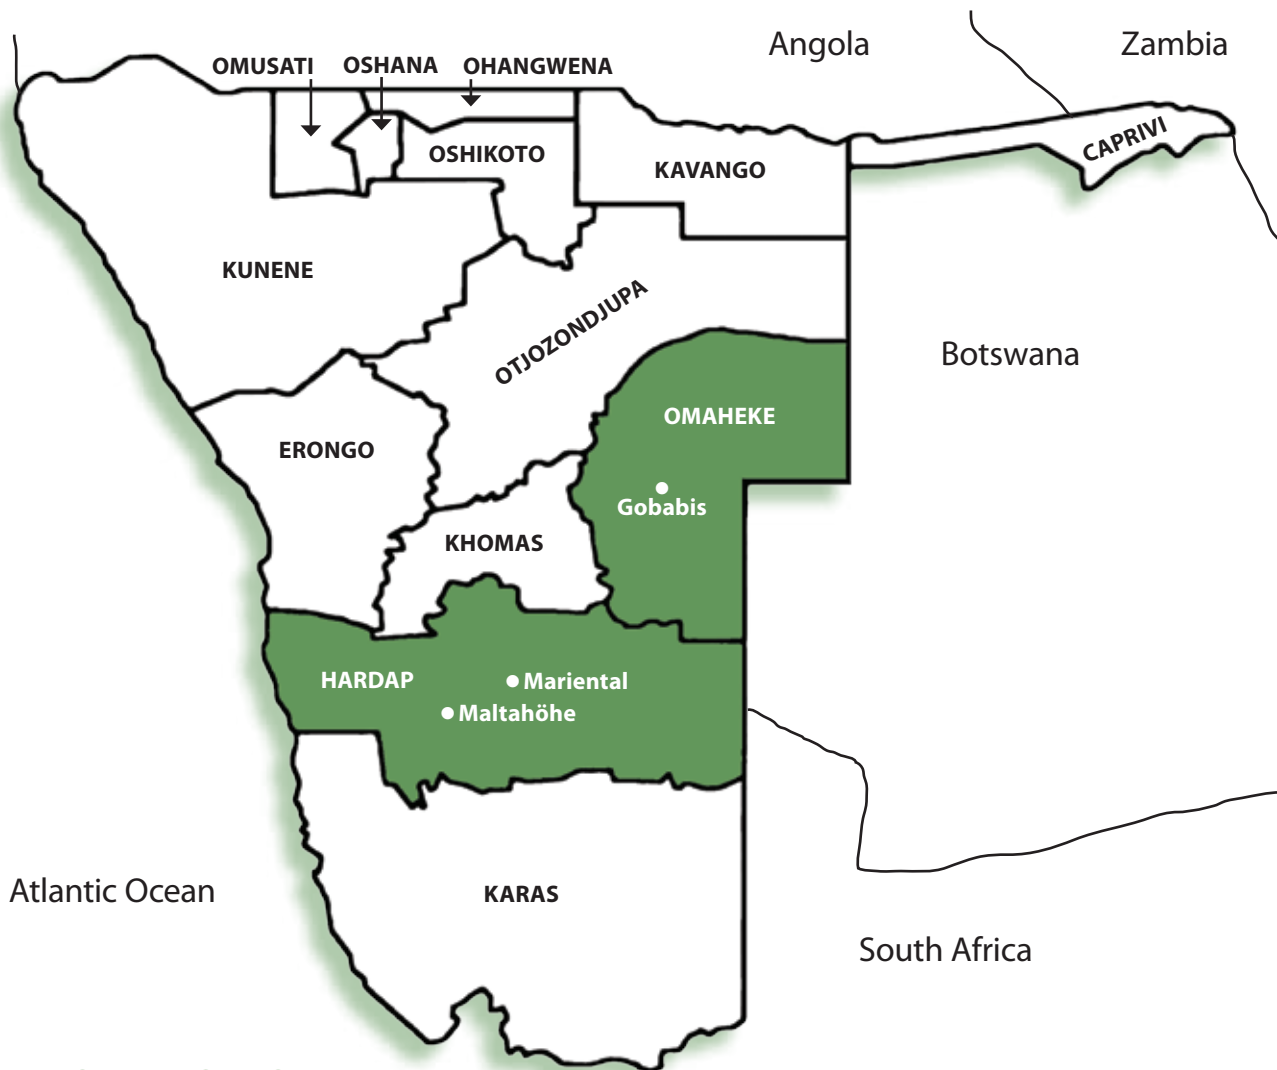 Angola
Zambia
OMUSATI
OSHANA
OHANGWENA
OSHIKOTO
KAVANGO
CAPRIVI
KUNENE
OTJOZONDJUPA
Botswana
OMAHEKE
ERONGO
Gobabis
KHOMAS
HARDAP
Mariental
Maltahöhe
Atlantic Ocean
KARAS
South Africa